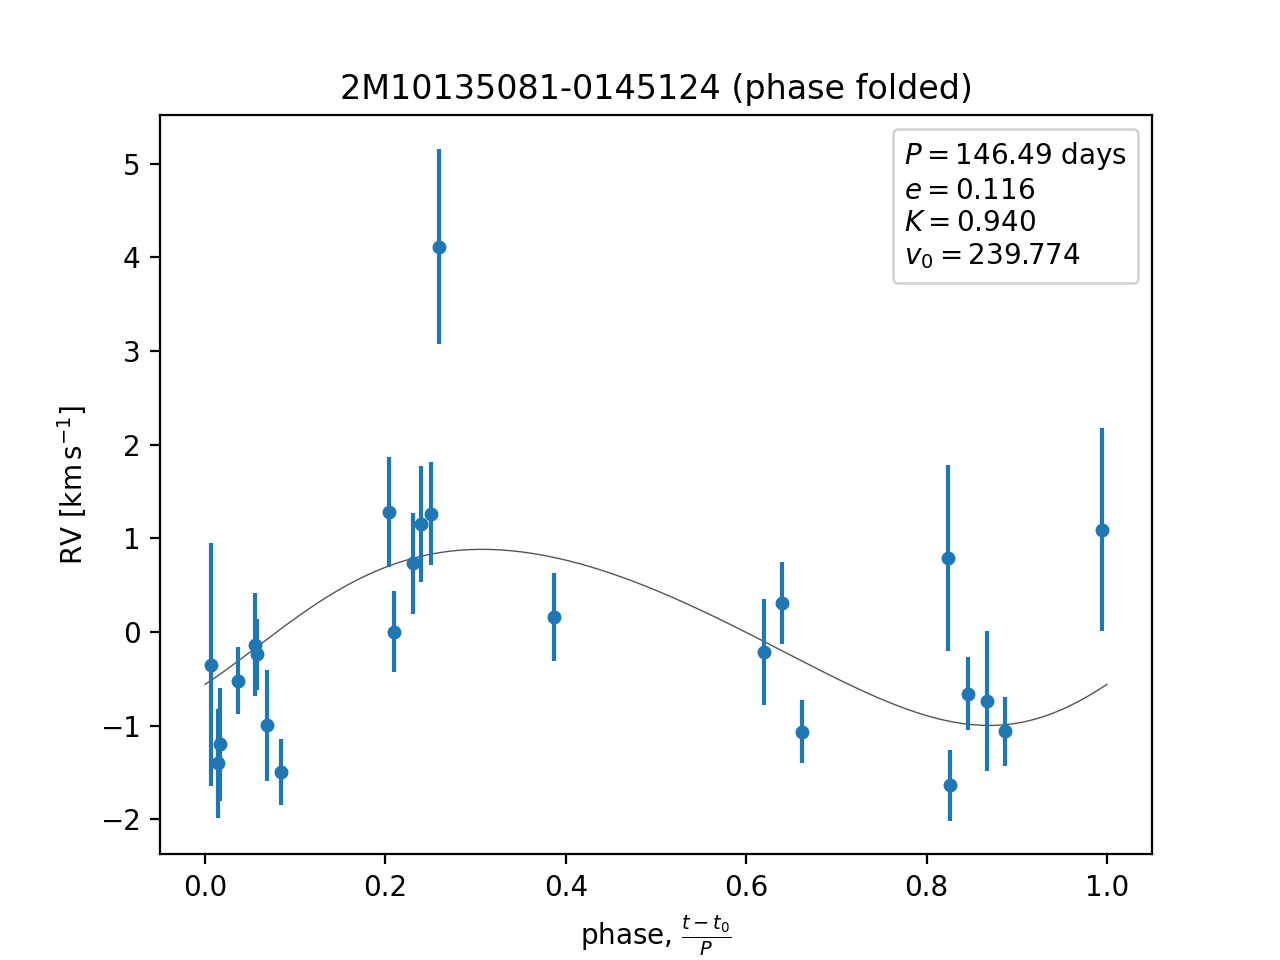 2M10135081-0145124 (phase folded)
P = 146.49 days
e = 0.116
K = 0.940
v₀ = 239.774
RV [km s⁻¹]
5
4
3
2
1
0
−1
−2
0.0 0.2 0.4 0.6 0.8 1.0
phase, (t − t₀)/P